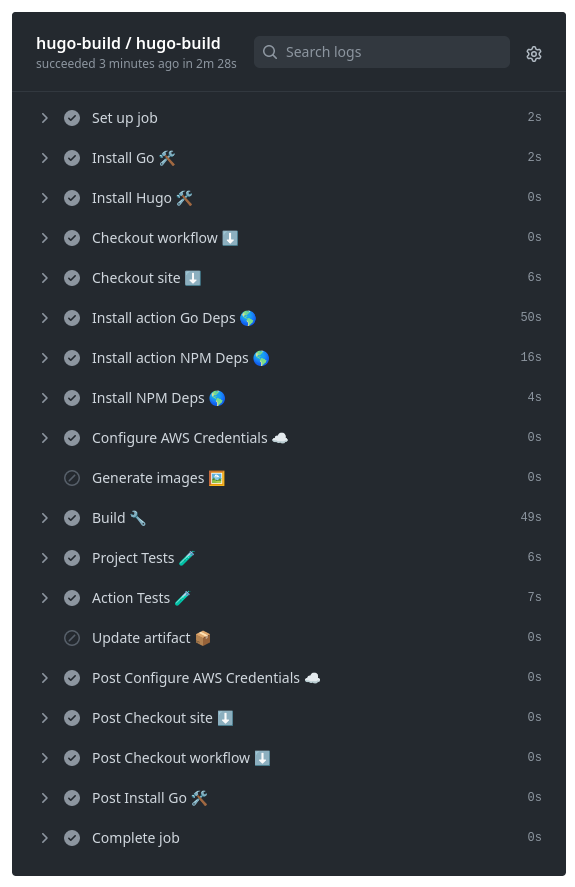 hugo-build / hugo-build
succeeded 3 minutes ago in 2m 28s
Search logs
Set up job 2s
Install Go 🛠️ 2s
Install Hugo 🛠️ 0s
Checkout workflow ⬇️ 0s
Checkout site ⬇️ 6s
Install action Go Deps 🌎 50s
Install action NPM Deps 🌎 16s
Install NPM Deps 🌎 4s
Configure AWS Credentials ☁️ 0s
Generate images 🖼️ 0s
Build 🔧 49s
Project Tests 🧪 6s
Action Tests 🧪 7s
Update artifact 📦 0s
Post Configure AWS Credentials ☁️ 0s
Post Checkout site ⬇️ 0s
Post Checkout workflow ⬇️ 0s
Post Install Go 🛠️ 0s
Complete job 0s